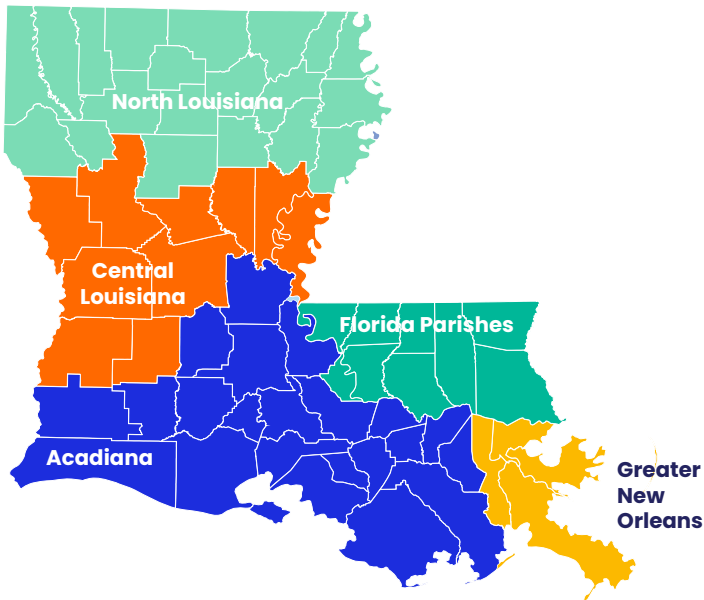 North Louisiana
Central
Louisiana
Florida Parishes
Acadiana
Greater
New
Orleans